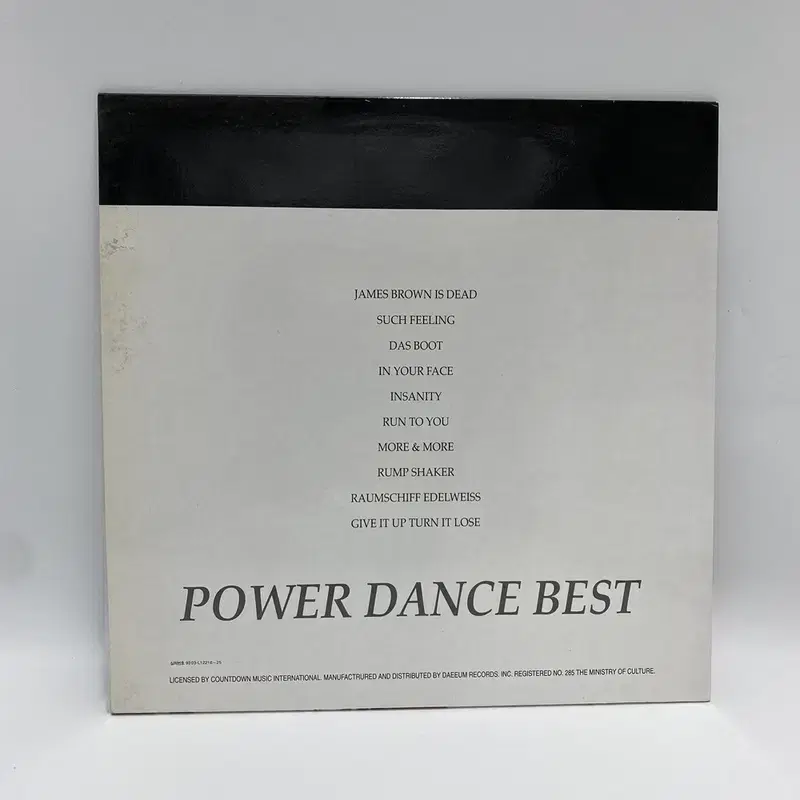 JAMES BROWN IS DEAD
SUCH FEELING
DAS BOOT
IN YOUR FACE
INSANITY
RUN TO YOU
MORE & MORE
RUMP SHAKER
RAUMSCHIFF EDELWEISS
GIVE IT UP TURN IT LOSE
POWER DANCE BEST
LICENSED BY COUNTDOWN MUSIC INTERNATIONAL. MANUFACTRURED AND DISTRIBUTED BY DAEEUM RECORDS. INC. REGISTERED NO. 285 THE MINISTRY OF CULTURE.